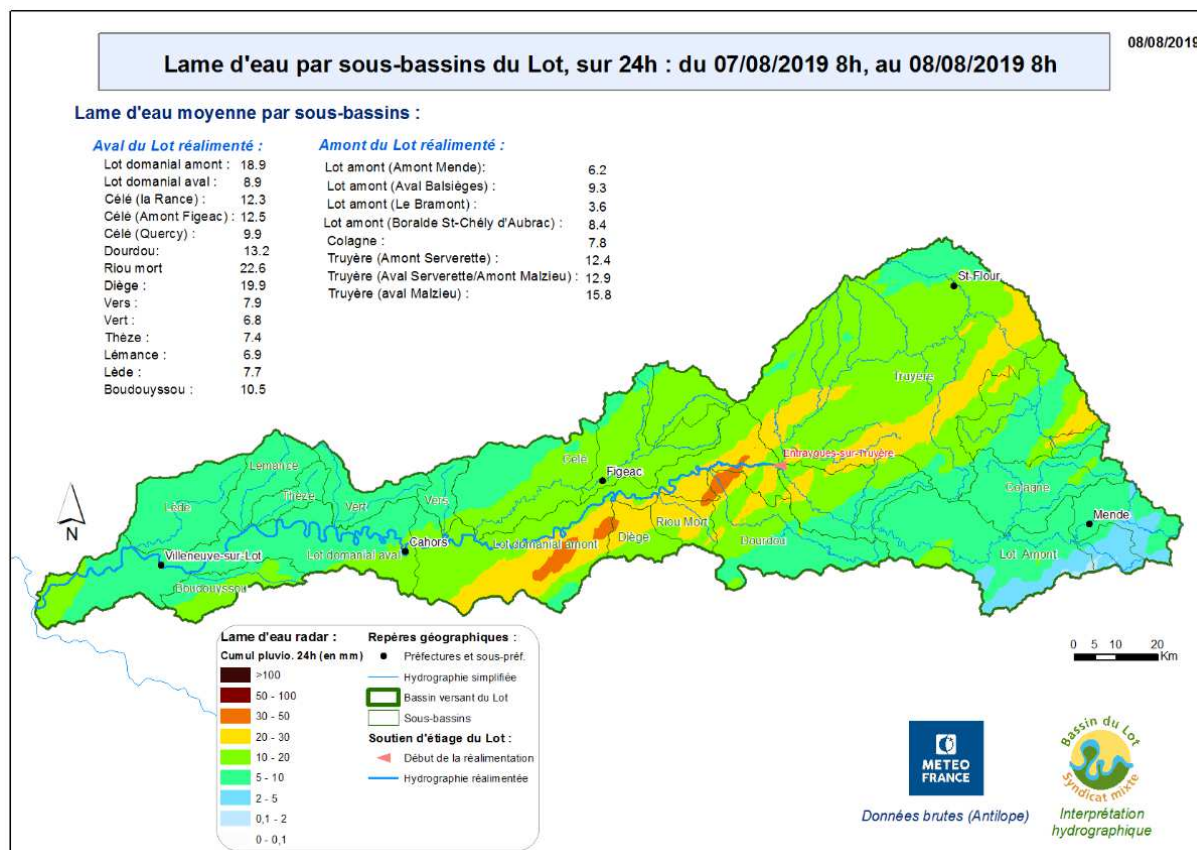 08/08/2019
Lame d'eau par sous-bassins du Lot, sur 24h : du 07/08/2019 8h, au 08/08/2019 8h
Lame d'eau moyenne par sous-bassins :
Aval du Lot réalimenté :
Lot domanial amont : 18.9
Lot domanial aval : 8.9
Célé (la Rance) : 12.3
Célé (Amont Figeac) : 12.5
Célé (Quercy) : 9.9
Dourdou: 13.2
Riou mort 22.6
Diège : 19.9
Vers : 7.9
Vert : 6.8
Thèze : 7.4
Lémance : 6.9
Lède : 7.7
Boudouyssou : 10.5
Amont du Lot réalimenté :
Lot amont (Amont Mende): 6.2
Lot amont (Aval Balsièges) : 9.3
Lot amont (Le Bramont) : 3.6
Lot amont (Boralde St-Chély d'Aubrac) : 8.4
Colagne : 7.8
Truyère (Amont Serverette) : 12.4
Truyère (Aval Serverette/Amont Malzieu) : 12.9
Truyère (aval Malzieu) : 15.8
St-Flour
Truyère
Entraygues-sur-Truyère
Célé
Figeac
Lémance
Thèze
Lède
Vert
Vers
Colagne
Mende
Riou Mort
Diège
Dourdou
Lot domanial amont
Cahors
Lot domanial aval
Villeneuve-sur-Lot
Boudouyssou
Lot Amont
N
Lame d'eau radar :
Cumul pluvio. 24h (en mm)
>100
50 - 100
30 - 50
20 - 30
10 - 20
5 - 10
2 - 5
0,1 - 2
0 - 0,1
Repères géographiques :
Préfectures et sous-préf.
Hydrographie simplifiée
Bassin versant du Lot
Sous-bassins
Soutien d'étiage du Lot :
Début de la réalimentation
Hydrographie réalimentée
0 5 10 20
Km
METEO
FRANCE
Données brutes (Antilope)
Bassin du Lot
Syndicat mixte
Interprétation
hydrographique